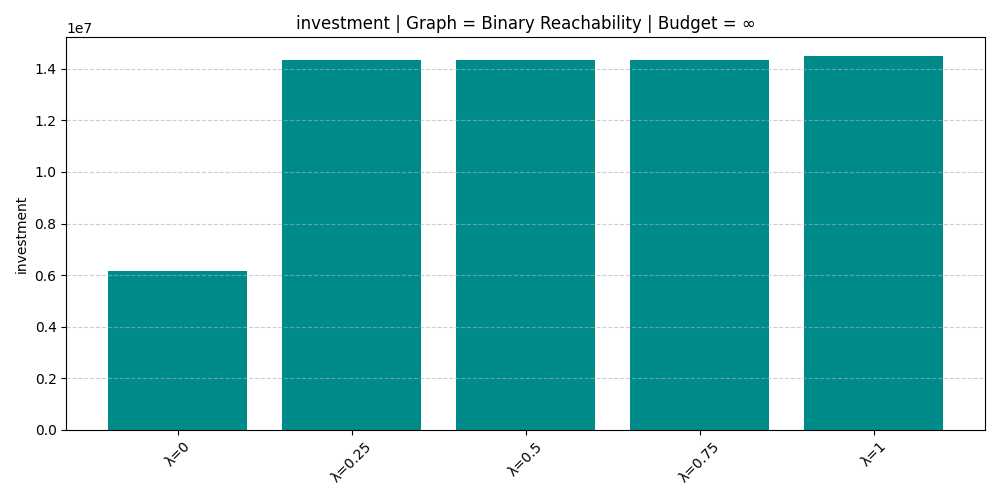 investment | Graph = Binary Reachability | Budget = ∞
1e7
1.4
1.2
1.0
0.8
0.6
0.4
0.2
0.0
investment
λ=0
λ=0.25
λ=0.5
λ=0.75
λ=1